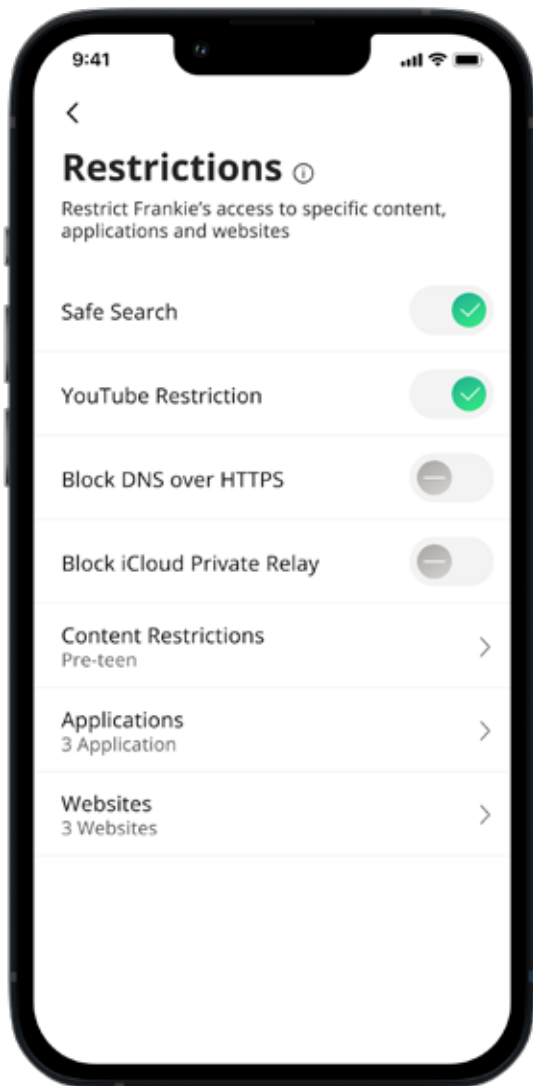 9:41
Restrictions
Restrict Frankie's access to specific content,
applications and websites
Safe Search
YouTube Restriction
Block DNS over HTTPS
Block iCloud Private Relay
Content Restrictions
Pre-teen
Applications
3 Application
Websites
3 Websites